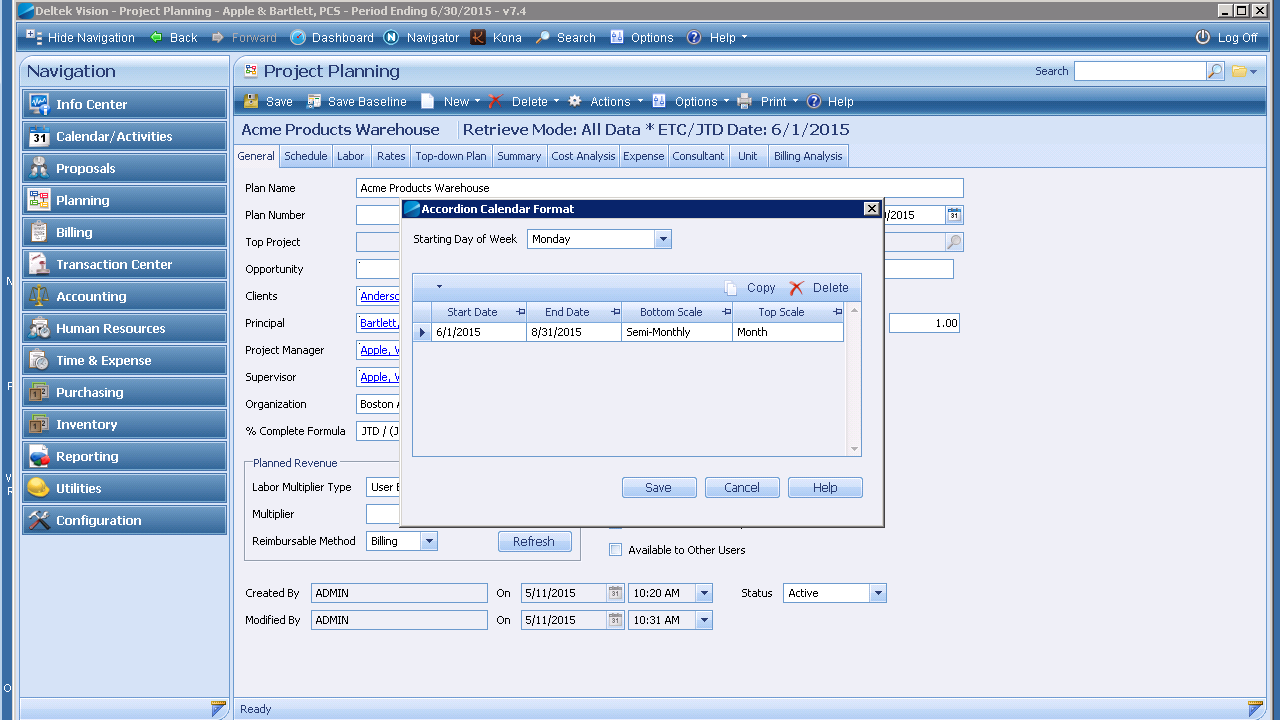 Deltek Vision - Project Planning - Apple & Bartlett, PCS - Period Ending 6/30/2015 - v7.4
Hide Navigation Back Forward Dashboard Navigator Kona Search Options Help Log Off
Navigation
Info Center
31 Calendar/Activities
Proposals
Planning
Billing
Transaction Center
Accounting
Human Resources
Time & Expense
Purchasing
Inventory
Reporting
Utilities
Configuration
Project Planning Search
Save Save Baseline New Delete Actions Options Print Help
Acme Products Warehouse Retrieve Mode: All Data * ETC/JTD Date: 6/1/2015
General Schedule Labor Rates Top-down Plan Summary Cost Analysis Expense Consultant Unit Billing Analysis
Plan Name Acme Products Warehouse
Plan Number /2015 31
Top Project
Opportunity
Clients Anderso
Principal Bartlett, 1.00
Project Manager Apple, W
Supervisor Apple, W
Organization Boston A
% Complete Formula JTD / (J
Planned Revenue
Labor Multiplier Type User E
Multiplier
Reimbursable Method Billing Refresh
Available to Other Users
Accordion Calendar Format
Starting Day of Week Monday
Copy Delete
Start Date End Date Bottom Scale Top Scale
6/1/2015 8/31/2015 Semi-Monthly Month
Save Cancel Help
Created By ADMIN On 5/11/2015 31 10:20 AM Status Active
Modified By ADMIN On 5/11/2015 31 10:31 AM
Ready